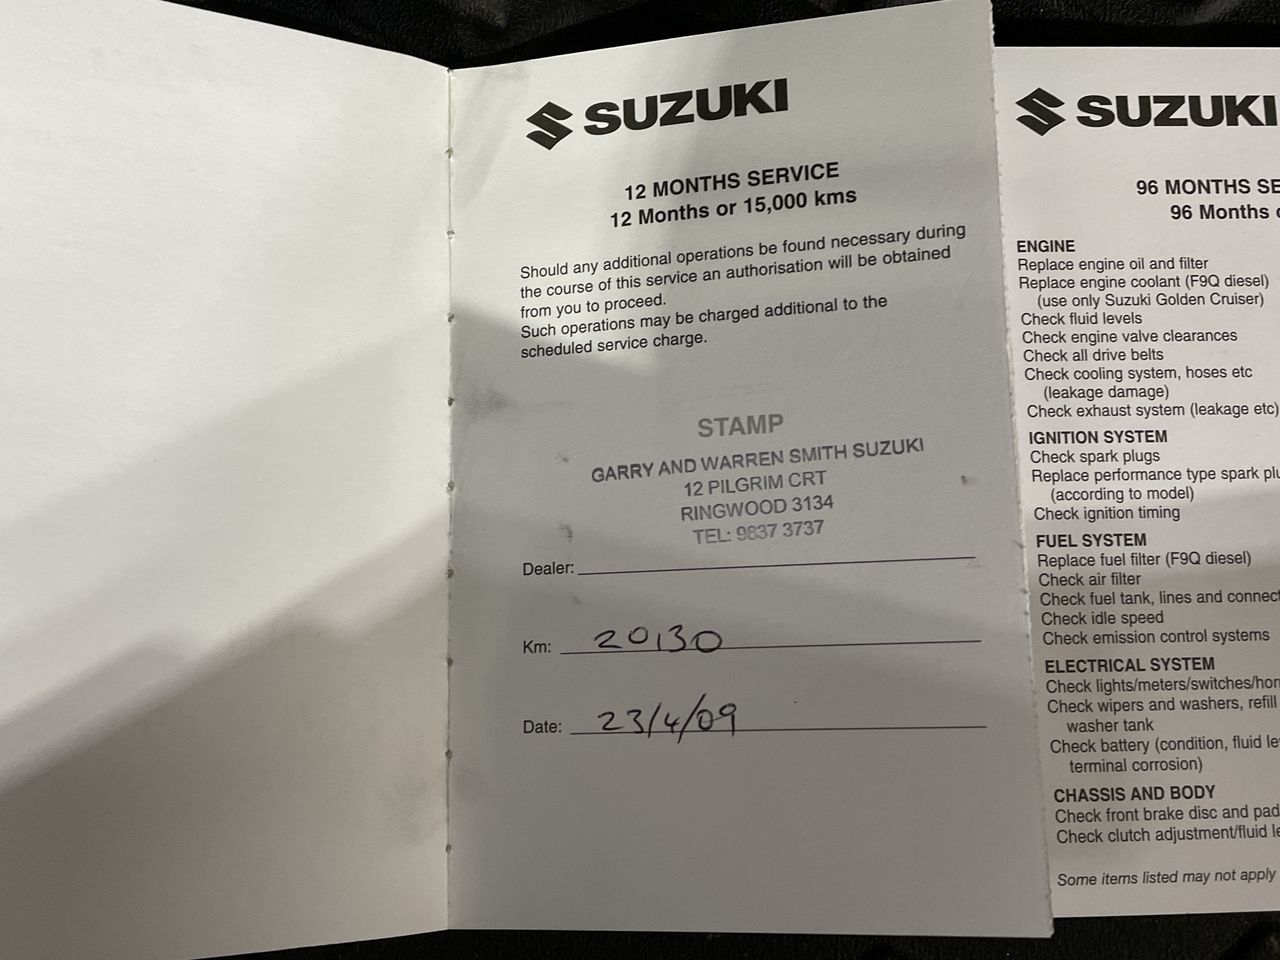 SUZUKI
12 MONTHS SERVICE
12 Months or 15,000 kms
Should any additional operations be found necessary during
the course of this service an authorisation will be obtained
from you to proceed.
Such operations may be charged additional to the
scheduled service charge.
STAMP
GARRY AND WARREN SMITH SUZUKI
12 PILGRIM CRT
RINGWOOD 3134
TEL: 9837 3737
Dealer:
Km: 20130
Date: 23/4/09
SUZUKI
96 MONTHS SE
96 Months
ENGINE
Replace engine oil and filter
Replace engine coolant (F9Q diesel)
(use only Suzuki Golden Cruiser)
Check fluid levels
Check engine valve clearances
Check all drive belts
Check cooling system, hoses etc
(leakage damage)
Check exhaust system (leakage etc)
IGNITION SYSTEM
Check spark plugs
Replace performance type spark plu
(according to model)
Check ignition timing
FUEL SYSTEM
Replace fuel filter (F9Q diesel)
Check air filter
Check fuel tank, lines and connect
Check idle speed
Check emission control systems
ELECTRICAL SYSTEM
Check lights/meters/switches/hor
Check wipers and washers, refill
washer tank
Check battery (condition, fluid le
terminal corrosion)
CHASSIS AND BODY
Check front brake disc and pad
Check clutch adjustment/fluid le
Some items listed may not apply